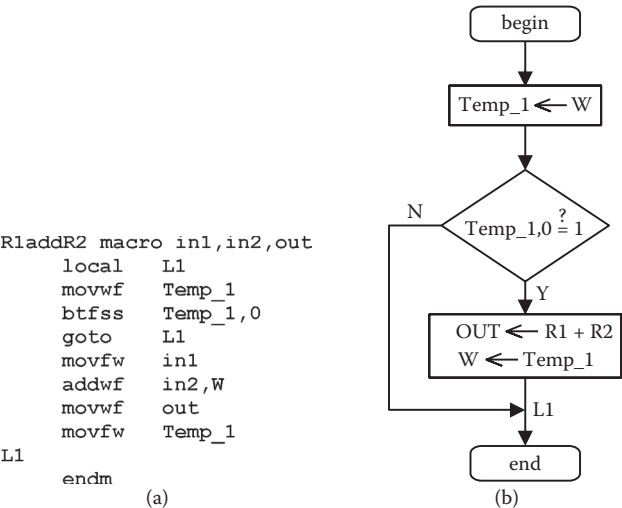 R1addR2 macro in1,in2,out
local L1
movwf Temp_1
btfss Temp_1,0
goto L1
movfw in1
addwf in2,W
movwf out
movfw Temp_1
L1
endm
(a)
begin
Temp_1 ← W
N
Temp_1,0 ≟ 1
Y
OUT ← R1 + R2
W ← Temp_1
L1
end
(b)